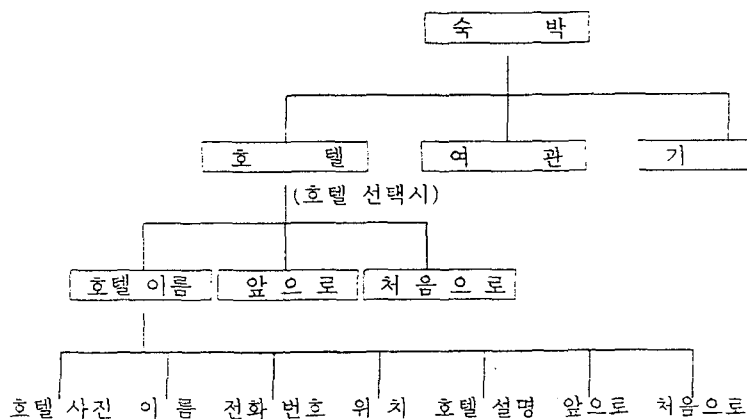 숙 박
호 텔 여 관 기
(호텔 선택시)
호텔 이름 앞 으 로 처 음 으 로
호텔 사진 이 름 전화 번호 위 치 호텔 설명 앞으로 처음으로